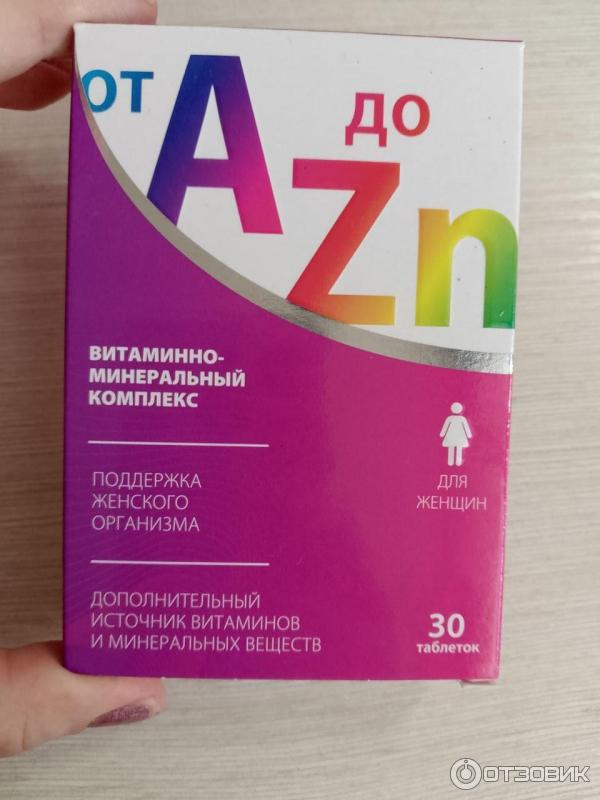 от А до Zn
ВИТАМИННО-
МИНЕРАЛЬНЫЙ
КОМПЛЕКС
ПОДДЕРЖКА
ЖЕНСКОГО
ОРГАНИЗМА
ДЛЯ
ЖЕНЩИН
ДОПОЛНИТЕЛЬНЫЙ
ИСТОЧНИК ВИТАМИНОВ
И МИНЕРАЛЬНЫХ ВЕЩЕСТВ
30
таблеток
ОТЗОВИК